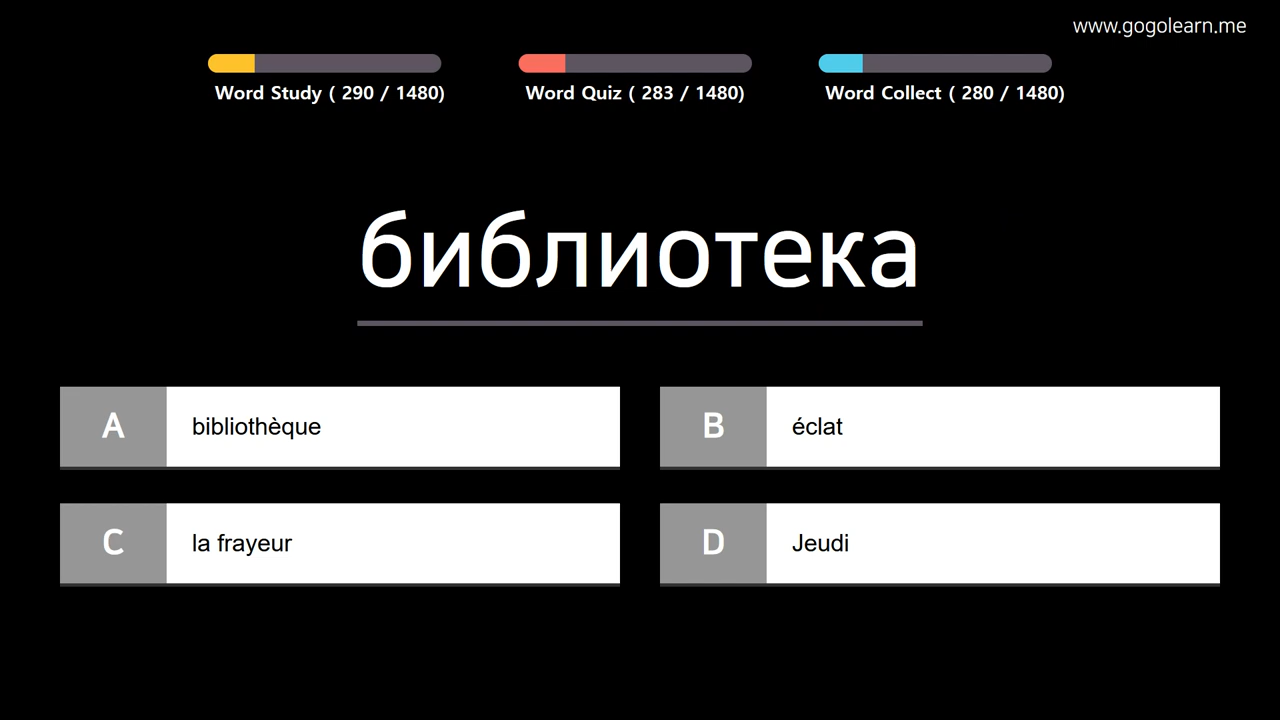 www.gogolearn.me
Word Study ( 290 / 1480)
Word Quiz ( 283 / 1480)
Word Collect ( 280 / 1480)
библиотека
A
bibliothèque
B
éclat
C
la frayeur
D
Jeudi